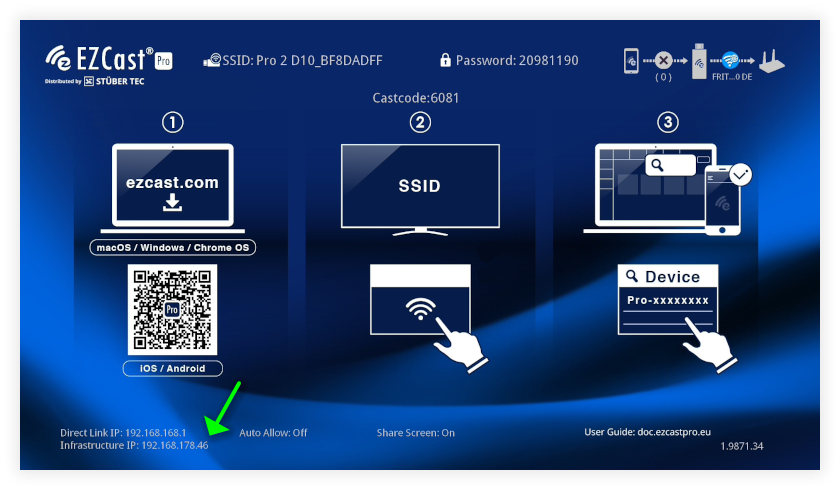 EZCast® Pro
Distributed by STÜBER TEC
SSID: Pro 2 D10_BF8DADFF
Password: 20981190
( 0 )
FRIT...0 DE
Castcode:6081
1
2
3
ezcast.com
SSID
macOS / Windows / Chrome OS
Device
Pro-xxxxxxxx
Pro
iOS / Android
Direct Link IP: 192.168.168.1
Auto Allow: Off
Share Screen: On
User Guide: doc.ezcastpro.eu
Infrastructure IP: 192.168.178.46
1.9871.34